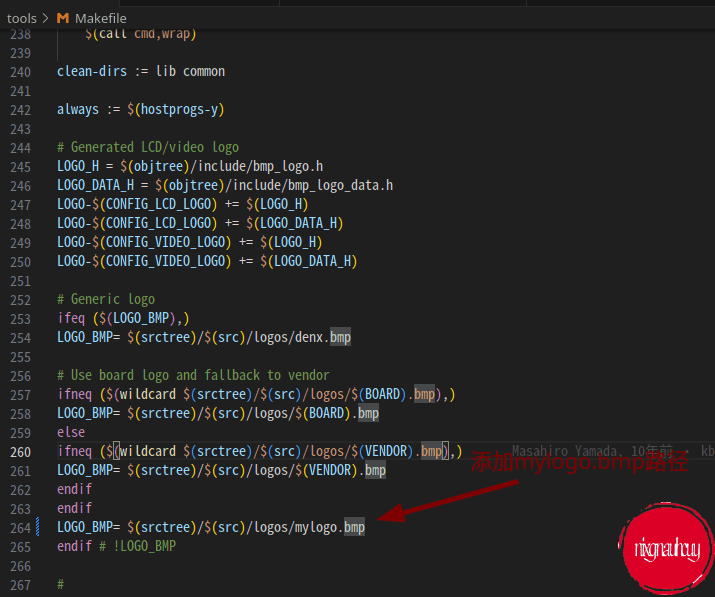 tools > Makefile
238 $(call cmd,wrap)
239
240 clean-dirs := lib common
241
242 always := $(hostprogs-y)
243
244 # Generated LCD/video logo
245 LOGO_H = $(objtree)/include/bmp_logo.h
246 LOGO_DATA_H = $(objtree)/include/bmp_logo_data.h
247 LOGO-$(CONFIG_LCD_LOGO) += $(LOGO_H)
248 LOGO-$(CONFIG_LCD_LOGO) += $(LOGO_DATA_H)
249 LOGO-$(CONFIG_VIDEO_LOGO) += $(LOGO_H)
250 LOGO-$(CONFIG_VIDEO_LOGO) += $(LOGO_DATA_H)
251
252 # Generic logo
253 ifeq ($(LOGO_BMP),)
254 LOGO_BMP= $(srctree)/$(src)/logos/denx.bmp
255
256 # Use board logo and fallback to vendor
257 ifneq ($(wildcard $(srctree)/$(src)/logos/$(BOARD).bmp),)
258 LOGO_BMP= $(srctree)/$(src)/logos/$(BOARD).bmp
259 else
260 ifneq ($(wildcard $(srctree)/$(src)/logos/$(VENDOR).bmp),) Masahiro Yamada, 10年前 • kb
添加mylogo.bmp路径
261 LOGO_BMP= $(srctree)/$(src)/logos/$(VENDOR).bmp
262 endif
263 endif
264 LOGO_BMP= $(srctree)/$(src)/logos/mylogo.bmp
265 endif # !LOGO_BMP
266
267 #